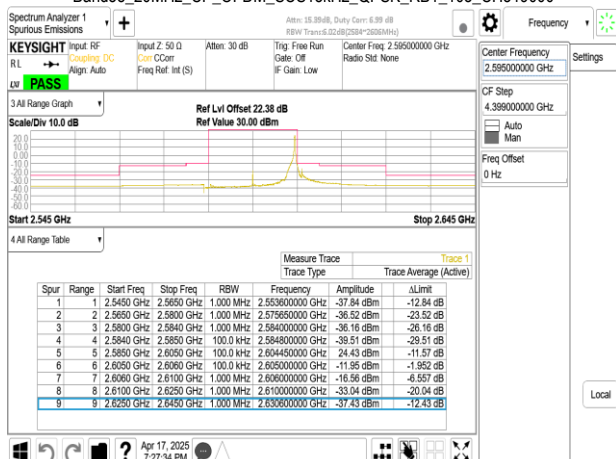 Spectrum Analyzer 1
Spurious Emissions
Attn: 15.39dB, Duty Corr: 6.99 dB
Frequency
KEYSIGHT
Input: RF
Input Z: 50 Ω
Atten: 30 dB
Trig: Free Run
Center Freq: 2.595000000 GHz
RL
Coupling: DC
Corr CCorr
Gate: Off
Radio Std: None
Align: Auto
Freq Ref: Int (S)
IF Gain: Low
PASS
Center Frequency
2.595000000 GHz
Settings
CF Step
4.399000000 GHz
Auto
Man
Freq Offset
0 Hz
3 All Range Graph
Ref Lvl Offset 22.38 dB
Scale/Div 10.0 dB
Ref Value 30.00 dBm
20.0
10.0
0.00
-10.0
-20.0
-30.0
-40.0
-50.0
-60.0
Start 2.545 GHz
Stop 2.645 GHz
4 All Range Table
Measure Trace Trace 1
Trace Type Trace Average (Active)
Spur Range Start Freq Stop Freq RBW Frequency Amplitude ΔLimit
1 1 2.5450 GHz 2.5650 GHz 1.000 MHz 2.553600000 GHz -37.84 dBm -12.84 dB
2 2 2.5650 GHz 2.5800 GHz 1.000 MHz 2.575650000 GHz -36.52 dBm -23.52 dB
3 3 2.5800 GHz 2.5840 GHz 1.000 MHz 2.584000000 GHz -36.16 dBm -26.16 dB
4 4 2.5840 GHz 2.5850 GHz 100.0 kHz 2.584800000 GHz -39.51 dBm -29.51 dB
5 5 2.5850 GHz 2.6050 GHz 100.0 kHz 2.604450000 GHz 24.43 dBm -11.57 dB
6 6 2.6050 GHz 2.6060 GHz 100.0 kHz 2.605000000 GHz -11.95 dBm -1.952 dB
7 7 2.6060 GHz 2.6100 GHz 1.000 MHz 2.606000000 GHz -16.56 dBm -6.557 dB
8 8 2.6100 GHz 2.6250 GHz 1.000 MHz 2.610000000 GHz -33.04 dBm -20.04 dB
9 9 2.6250 GHz 2.6450 GHz 1.000 MHz 2.630600000 GHz -37.43 dBm -12.43 dB
Local
?
Apr 17, 2025
7:27:34 PM